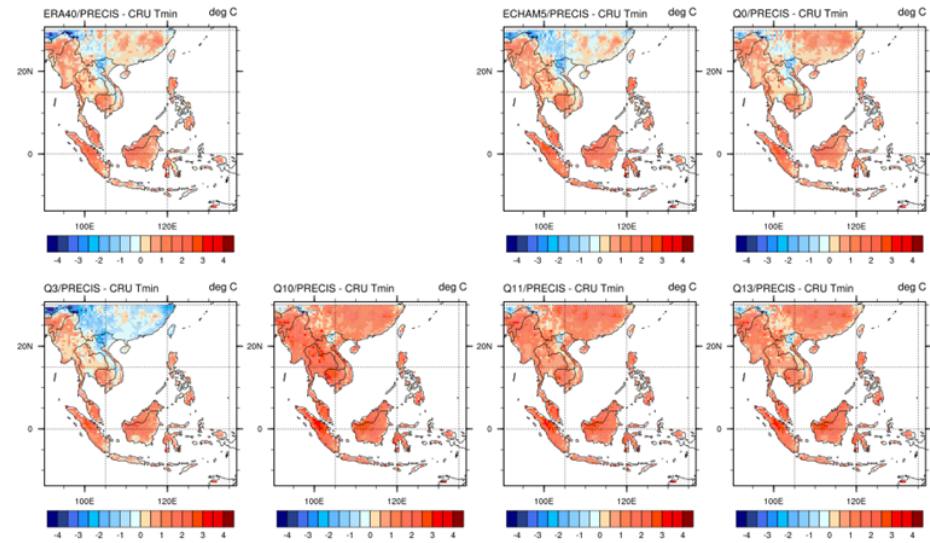 ERA40/PRECIS - CRU Tmin deg C
ECHAM5/PRECIS - CRU Tmin deg C
Q0/PRECIS - CRU Tmin deg C
20N 20N 20N
0 0 0
100E 120E 100E 120E 100E 120E
-4 -3 -2 -1 0 1 2 3 4
-4 -3 -2 -1 0 1 2 3 4
-4 -3 -2 -1 0 1 2 3 4
Q3/PRECIS - CRU Tmin deg C
Q10/PRECIS - CRU Tmin deg C
Q11/PRECIS - CRU Tmin deg C
Q13/PRECIS - CRU Tmin deg C
20N 20N 20N 20N
0 0 0 0
100E 120E 100E 120E 100E 120E 100E 120E
-4 -3 -2 -1 0 1 2 3 4
-4 -3 -2 -1 0 1 2 3 4
-4 -3 -2 -1 0 1 2 3 4
-4 -3 -2 -1 0 1 2 3 4